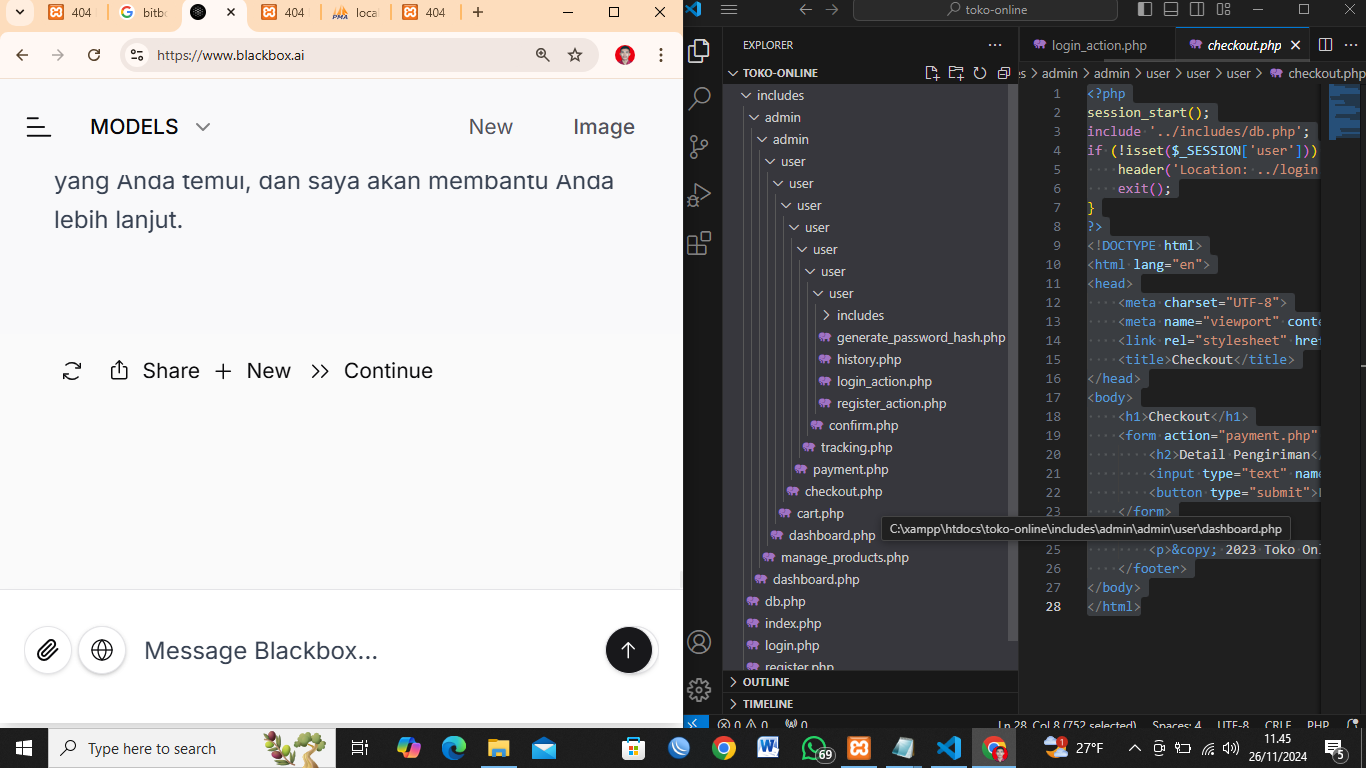 404
bitb
404
loca
404
https://www.blackbox.ai
MODELS
New
Image
yang Anda temui, dan saya akan membantu Anda
lebih lanjut.
Share
New
Continue
Message Blackbox...
toko-online
EXPLORER
TOKO-ONLINE
includes
admin
admin
user
user
user
user
user
user
user
includes
generate_password_hash.php
history.php
login_action.php
register_action.php
confirm.php
tracking.php
payment.php
checkout.php
cart.php
dashboard.php
manage_products.php
dashboard.php
db.php
index.php
login.php
register.php
OUTLINE
TIMELINE
login_action.php
checkout.php
es > admin > admin > user > user > user > checkout.php
1 <?php
2 session_start();
3 include '../includes/db.php';
4 if (!isset($_SESSION['user']))
5 header('Location: ../login
6 exit();
7 }
8 ?>
9 <!DOCTYPE html>
10 <html lang="en">
11 <head>
12 <meta charset="UTF-8">
13 <meta name="viewport" conte
14 <link rel="stylesheet" href
15 <title>Checkout</title>
16 </head>
17 <body>
18 <h1>Checkout</h1>
19 <form action="payment.php"
20 <h2>Detail Pengiriman</
21 <input type="text" name
22 <button type="submit">
23 </form>
C:\xampp\htdocs\toko-online\includes\admin\admin\user\dashboard.php
25 <p>&copy; 2023 Toko Onl
26 </footer>
27 </body>
28 </html>
0 0 0
Ln 28, Col 8 (752 selected)
Spaces: 4
UTF-8
CRLF
PHP
Type here to search
69
1
27°F
11.45
26/11/2024
5